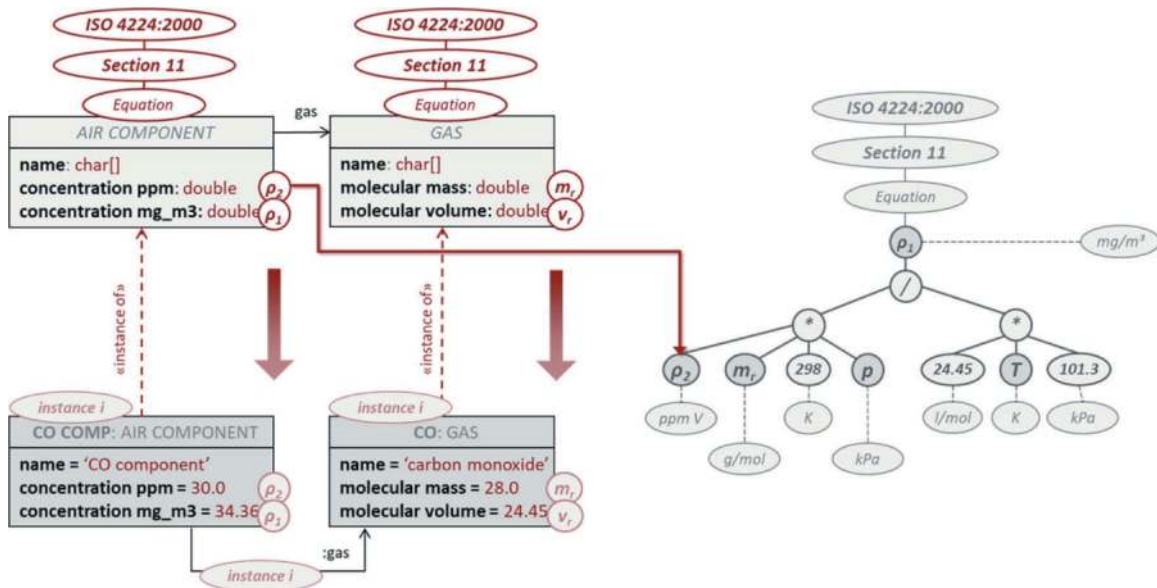 ISO 4224:2000
Section 11
Equation
AIR COMPONENT
name: char[]
concentration ppm: double
ρ₂
concentration mg_m3: double
ρ₁
gas
ISO 4224:2000
Section 11
Equation
GAS
name: char[]
molecular mass: double
mᵣ
molecular volume: double
vᵣ
«instance of»
«instance of»
instance i
CO COMP: AIR COMPONENT
name = ‘CO component’
concentration ppm = 30.0
ρ₂
concentration mg_m3 = 34.36
ρ₁
instance i
CO: GAS
name = ‘carbon monoxide’
molecular mass = 28.0
mᵣ
molecular volume = 24.45
vᵣ
:gas
instance i
ISO 4224:2000
Section 11
Equation
ρ₁
mg/m³
/
*
*
ρ₂
mᵣ
298
p
24.45
T
101.3
ppm V
K
l/mol
K
kPa
g/mol
kPa